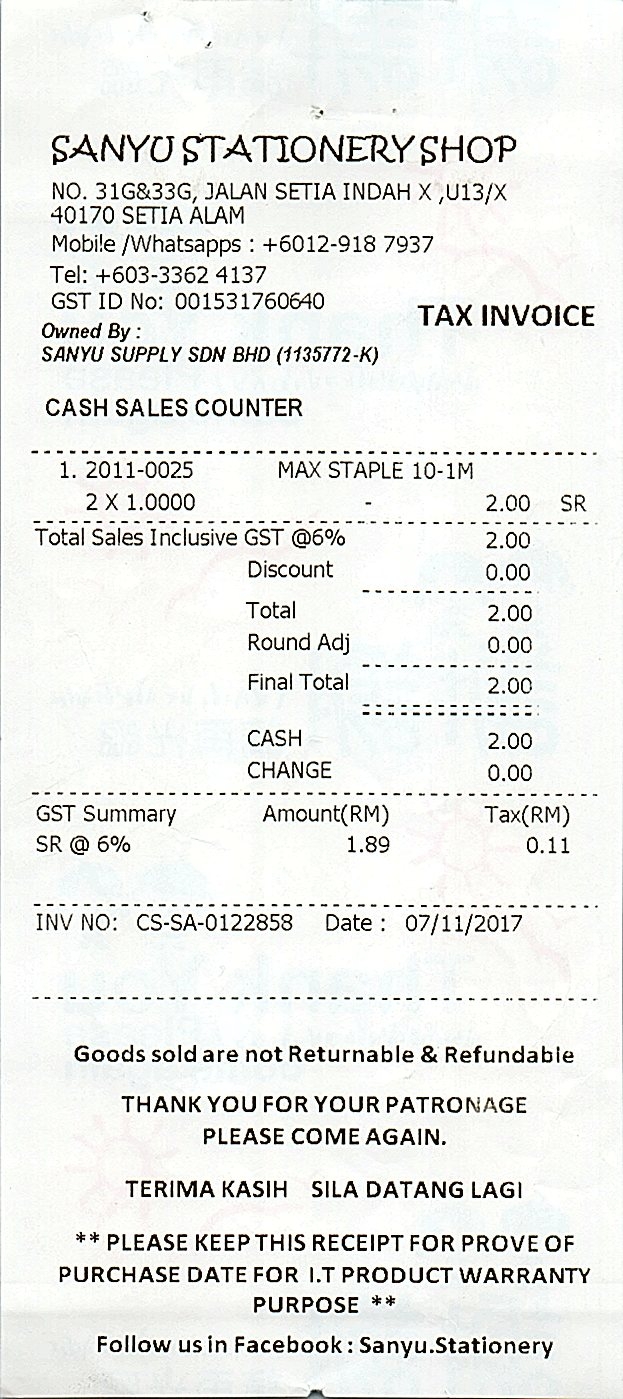 SANYU STATIONERY SHOP
NO. 31G&33G, JALAN SETIA INDAH X ,U13/X
40170 SETIA ALAM
Mobile /Whatsapps : +6012-918 7937
Tel: +603-3362 4137
GST ID No: 001531760640
TAX INVOICE
Owned By :
SANYU SUPPLY SDN BHD (1135772-K)
CASH SALES COUNTER
1. 2011-0025 MAX STAPLE 10-1M
2 X 1.0000 - 2.00 SR
Total Sales Inclusive GST @6% 2.00
Discount 0.00
Total 2.00
Round Adj 0.00
Final Total 2.00
CASH 2.00
CHANGE 0.00
GST Summary Amount(RM) Tax(RM)
SR @ 6% 1.89 0.11
INV NO: CS-SA-0122858 Date : 07/11/2017
Goods sold are not Returnable & Refundable
THANK YOU FOR YOUR PATRONAGE
PLEASE COME AGAIN.
TERIMA KASIH SILA DATANG LAGI
** PLEASE KEEP THIS RECEIPT FOR PROVE OF
PURCHASE DATE FOR I.T PRODUCT WARRANTY
PURPOSE **
Follow us in Facebook : Sanyu.Stationery